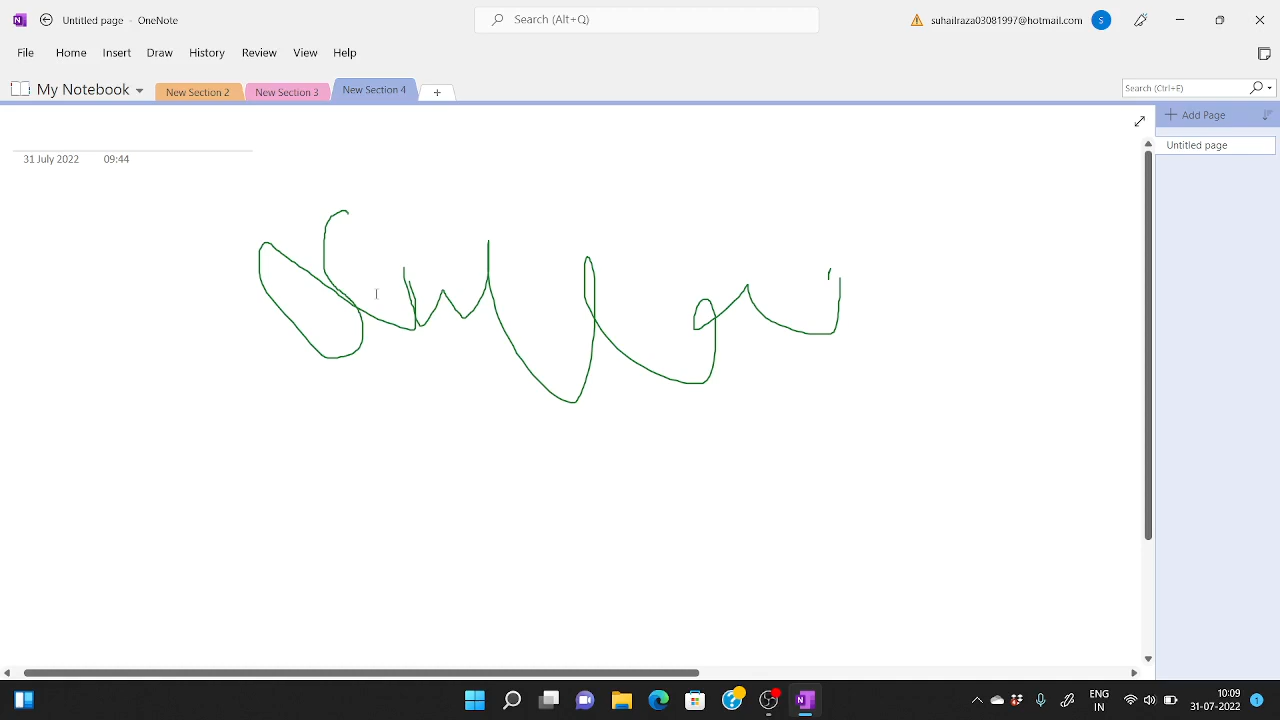 Untitled page - OneNote
Search (Alt+Q)
suhailraza03081997@hotmail.com
S
File Home Insert Draw History Review View Help
My Notebook
New Section 2
New Section 3
New Section 4
+
Search (Ctrl+E)
Add Page
Untitled page
31 July 2022 09:44
ENG
IN
10:09
31-07-2022
1